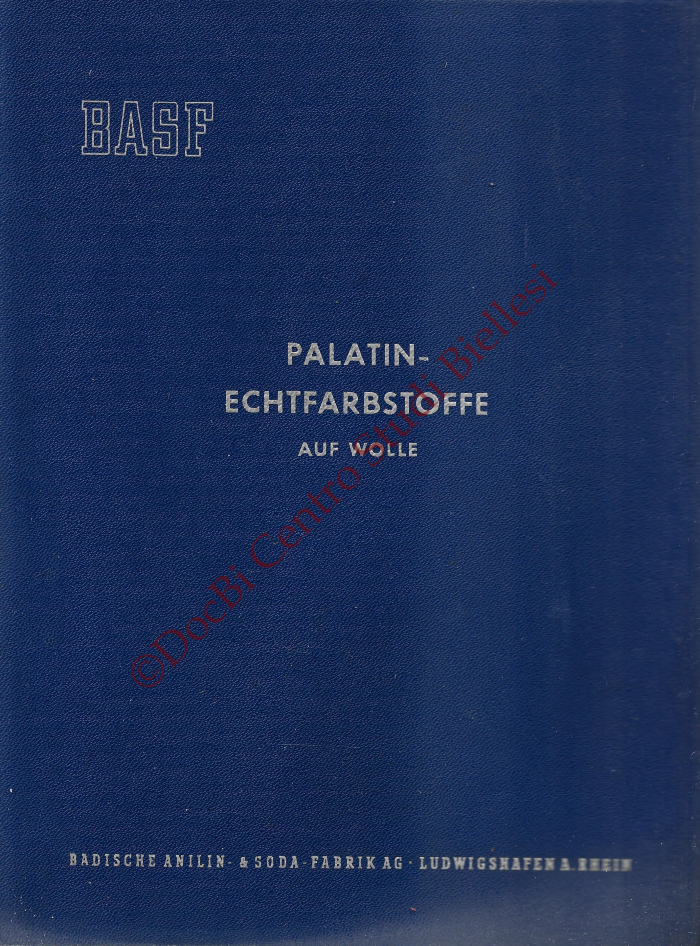 BASF
PALATIN-
ECHTFARBSTOFFE
AUF WOLLE
©DocBi Centro Studi Biellesi
BADISCHE ANILIN- & SODA-FABRIK AG · LUDWIGSHAFEN A. RHEIN